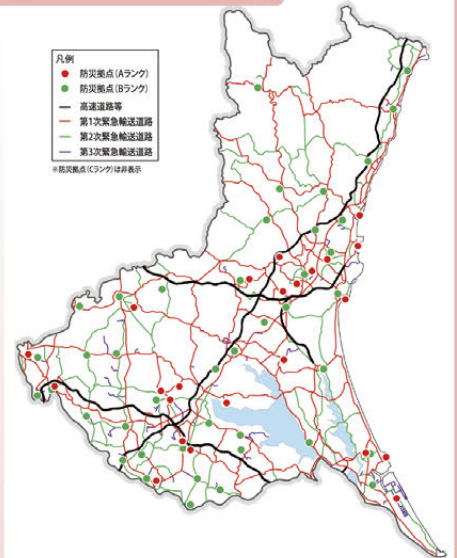 凡例
防災拠点(Aランク)
防災拠点(Bランク)
高速道路等
第1次緊急輸送道路
第2次緊急輸送道路
第3次緊急輸送道路
※防災拠点(Cランク)は非表示